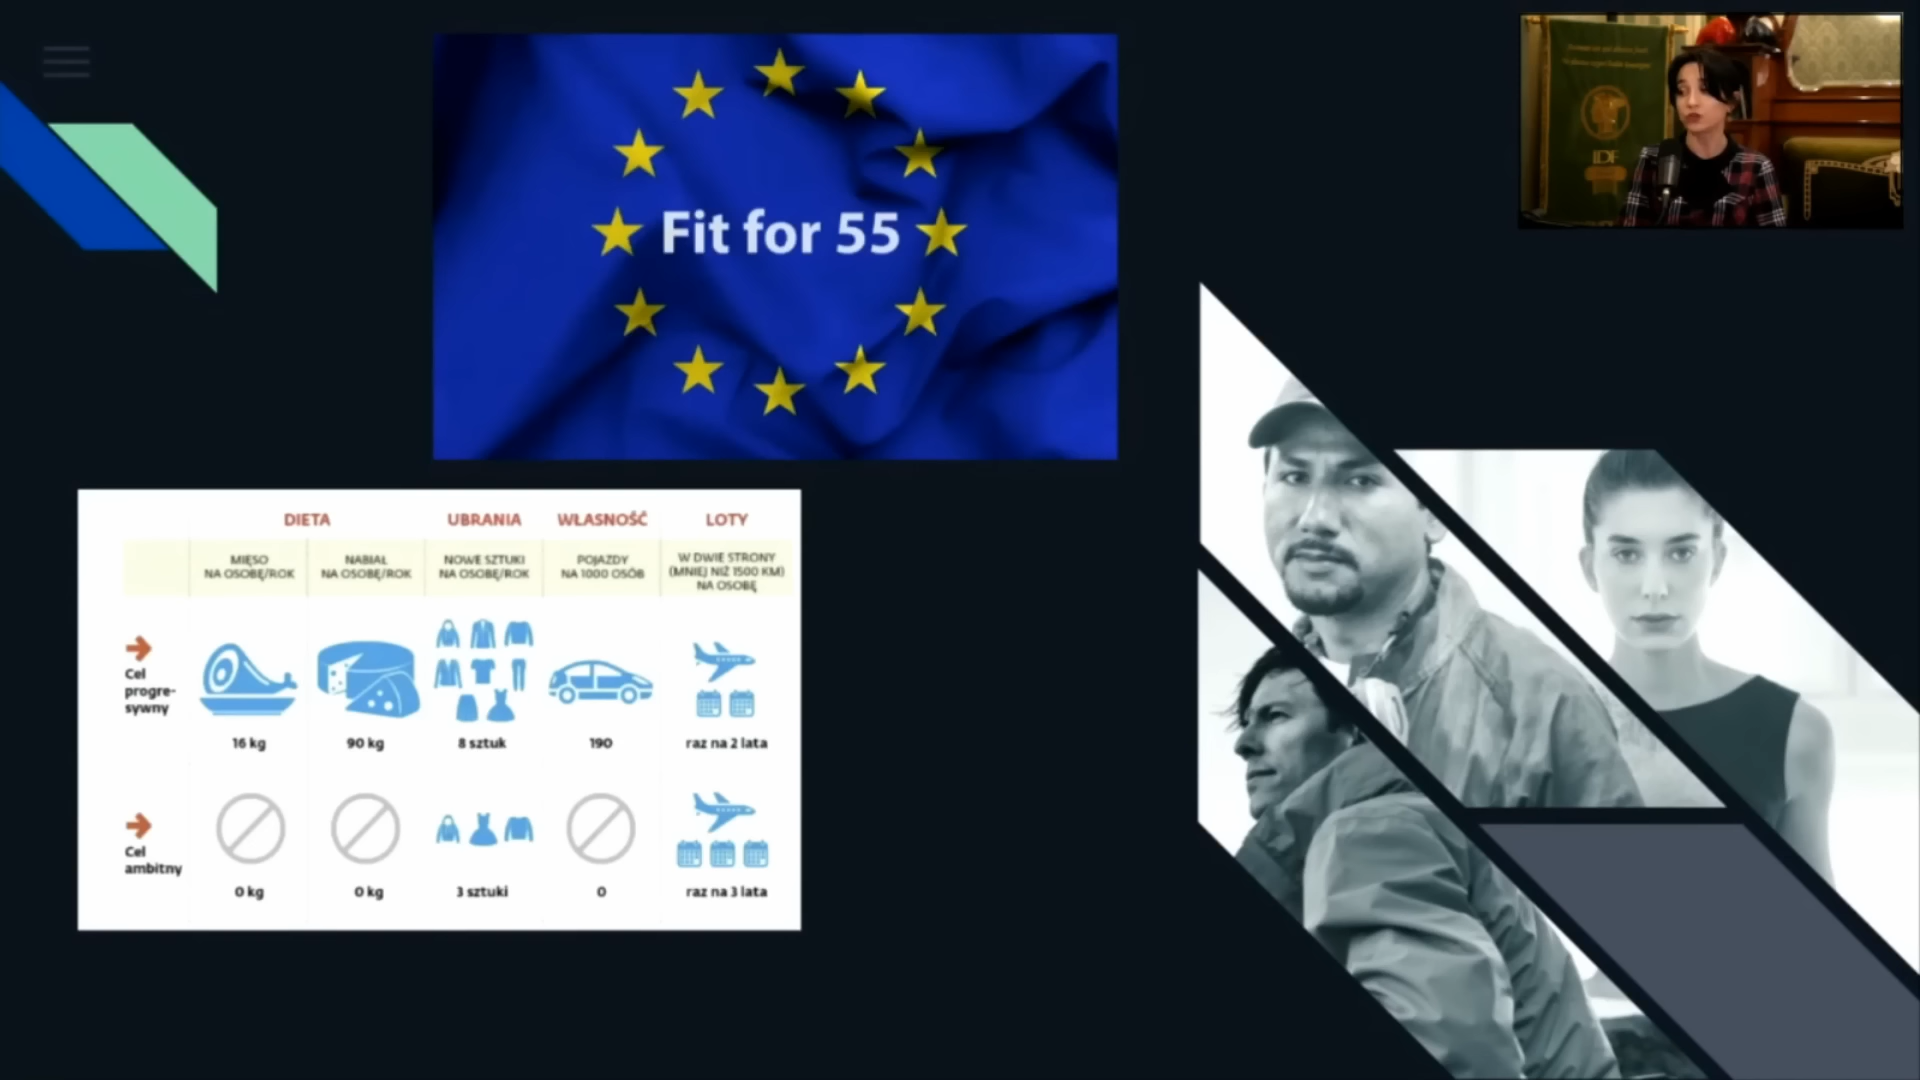 Fit for 55
IDF
DIETA
UBRANIA
WŁASNOŚĆ
LOTY
MIĘSO
NA OSOBĘ/ROK
NABIAŁ
NA OSOBĘ/ROK
NOWE SZTUKI
NA OSOBĘ/ROK
POJAZDY
NA 1000 OSÓB
W DWIE STRONY
(MNIEJ NIŻ 1500 KM)
NA OSOBĘ
Cel
progre-
sywny
16 kg
90 kg
8 sztuk
190
raz na 2 lata
Cel
ambitny
0 kg
0 kg
3 sztuki
0
raz na 3 lata